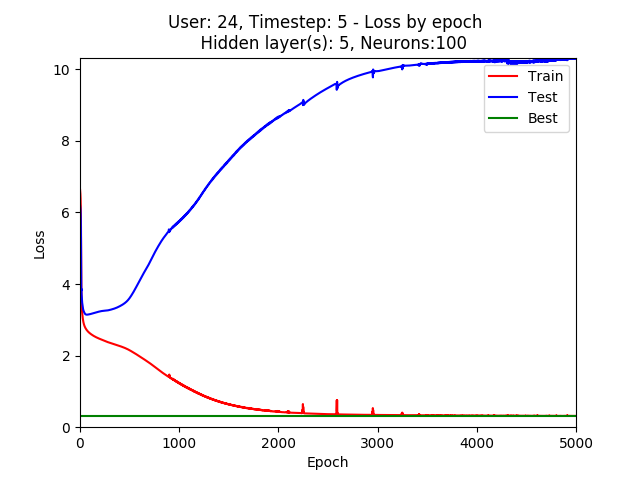 User: 24, Timestep: 5 - Loss by epoch
Hidden layer(s): 5, Neurons:100
10
8
6
4
2
0
Loss
Train
Test
Best
0 1000 2000 3000 4000 5000
Epoch